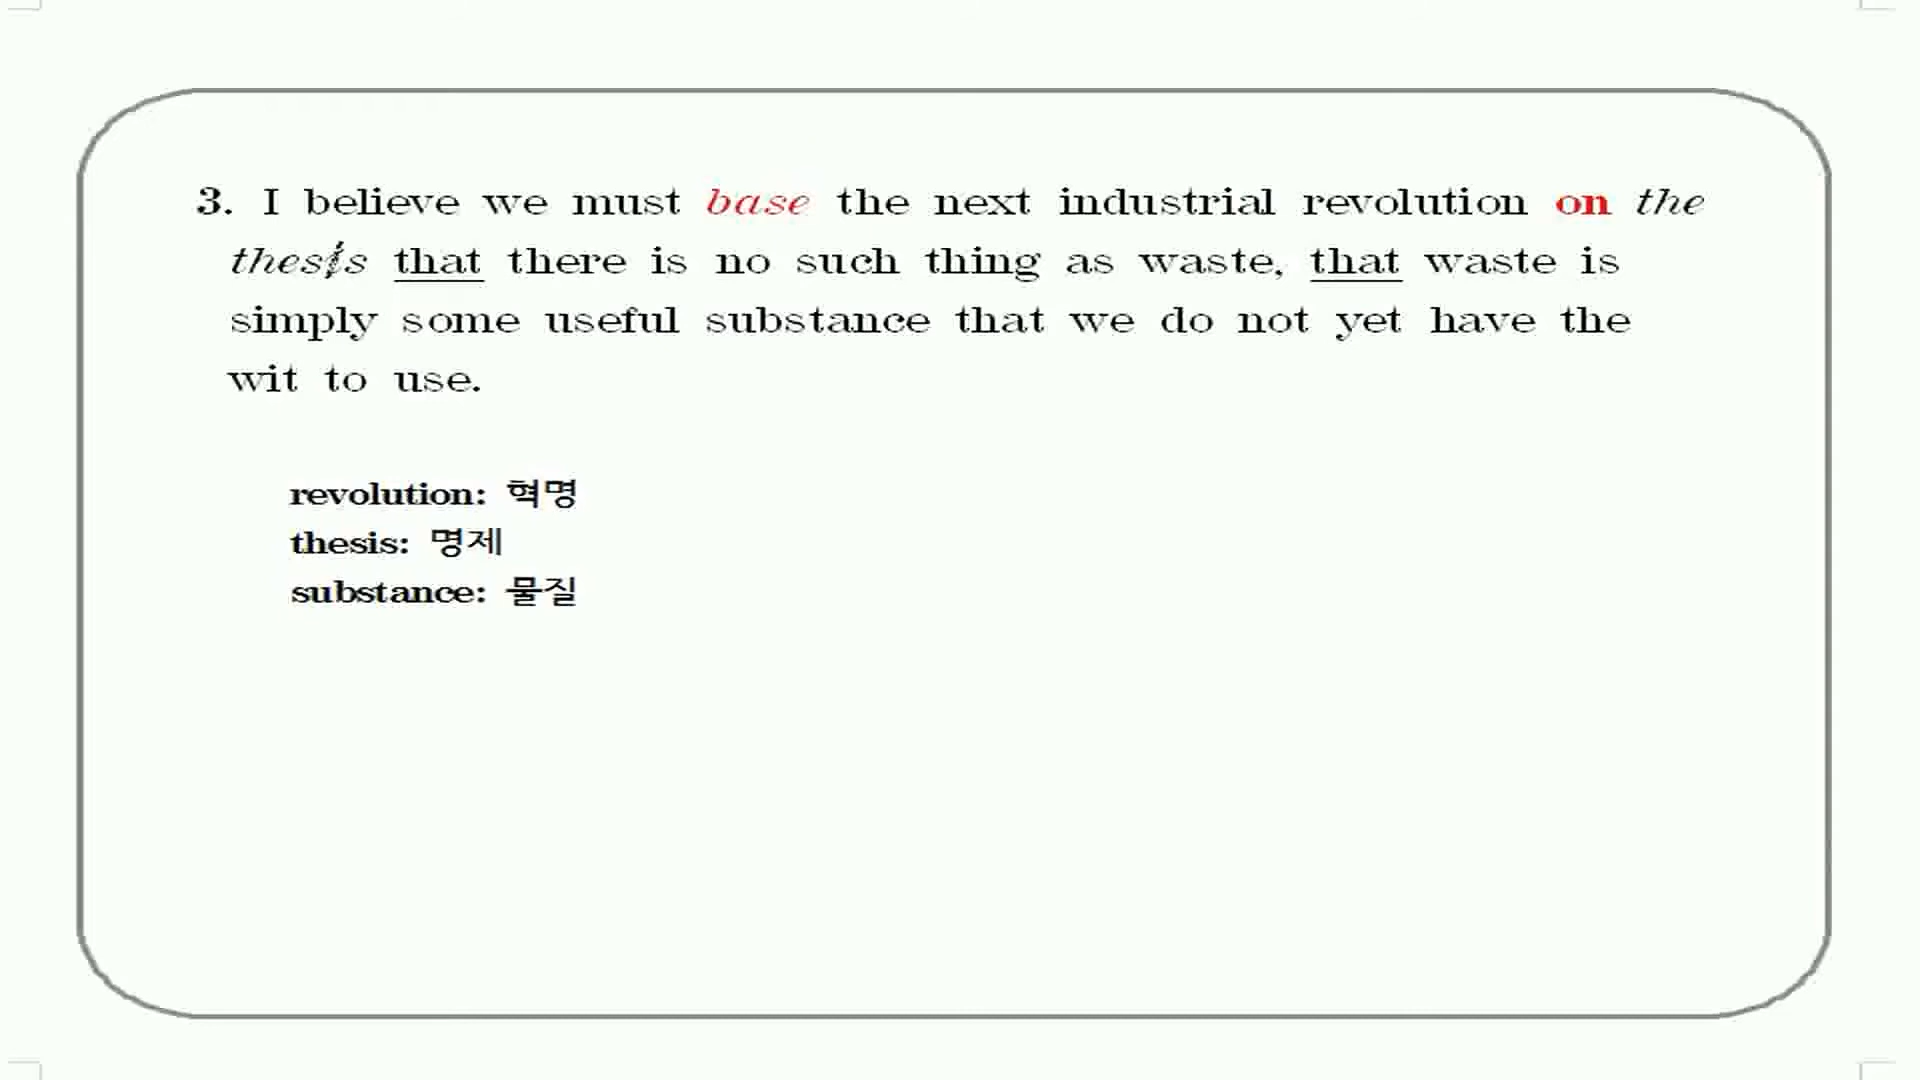 3. I believe we must base the next industrial revolution on the
thesis that there is no such thing as waste, that waste is
simply some useful substance that we do not yet have the
wit to use.
revolution: 혁명
thesis: 명제
substance: 물질